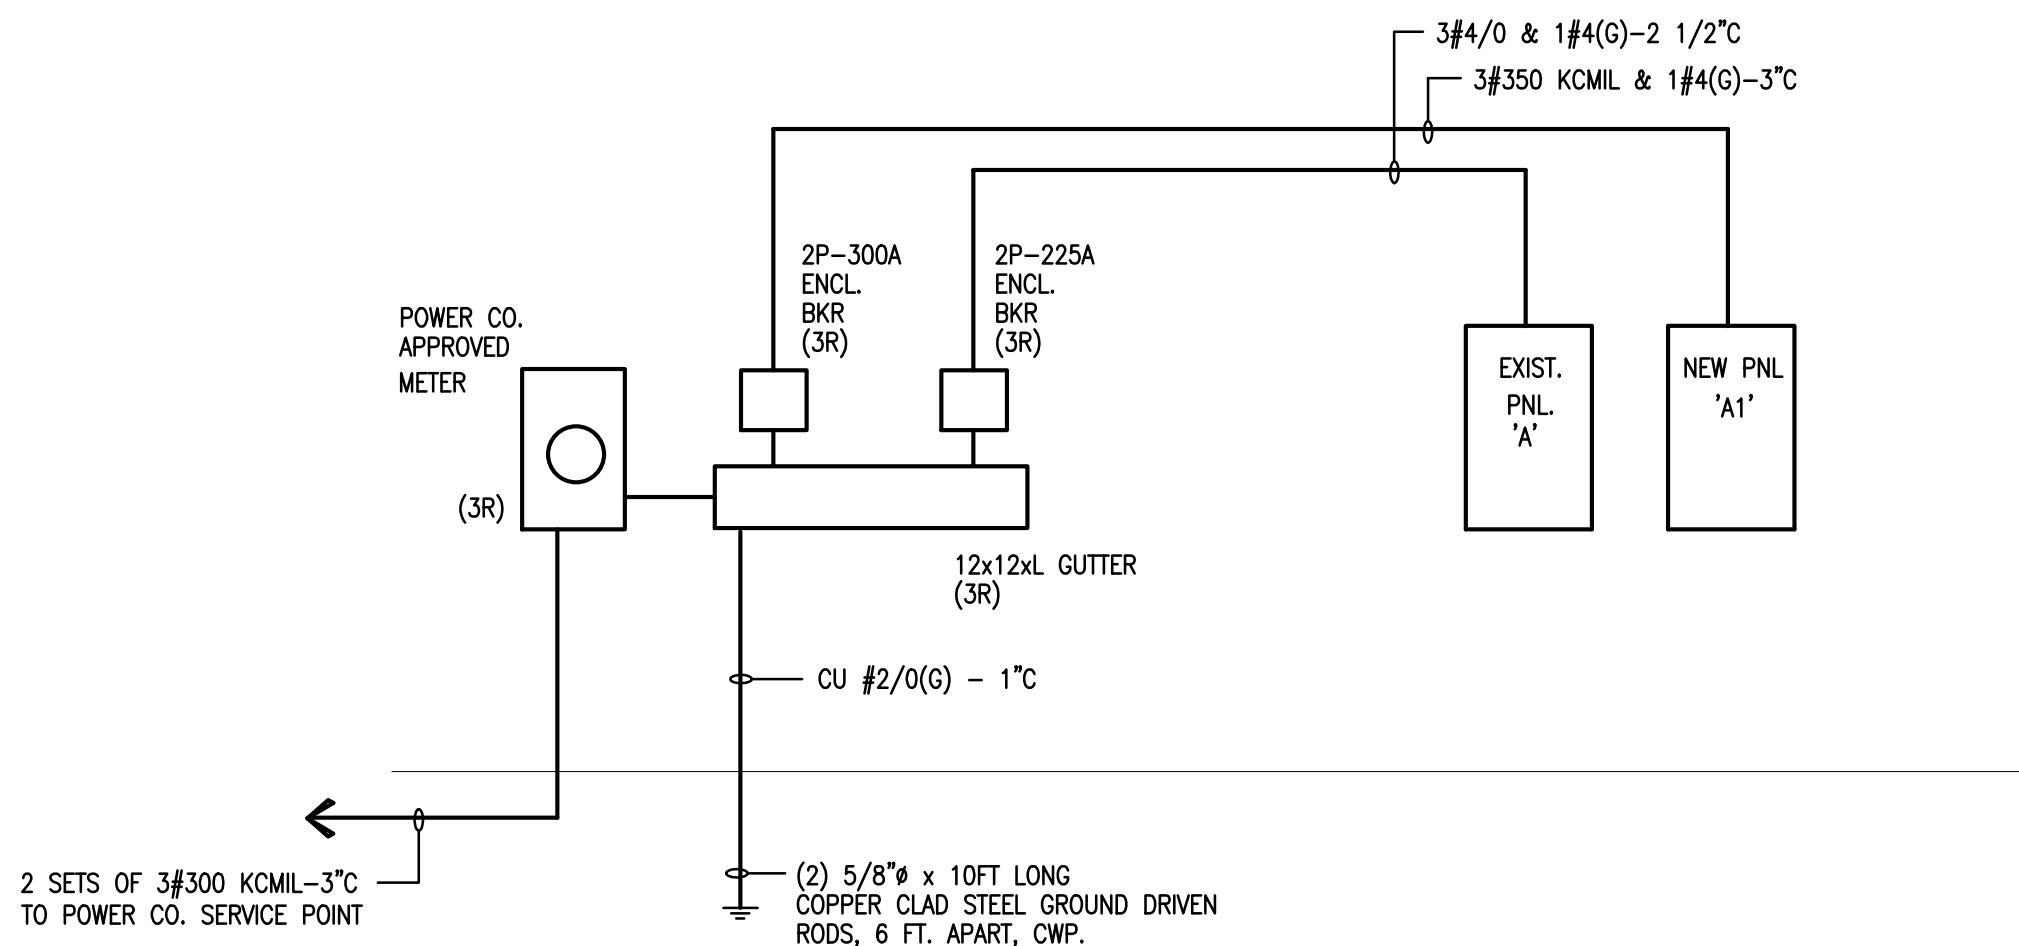 3#4/0 & 1#4(G)-2 1/2"C
3#350 KCMIL & 1#4(G)-3"C
2P-300A
ENCL.
BKR
(3R)
2P-225A
ENCL.
BKR
(3R)
POWER CO.
APPROVED
METER
(3R)
EXIST.
PNL.
'A'
NEW PNL
'A1'
12x12xL GUTTER
(3R)
CU #2/0(G) - 1"C
2 SETS OF 3#300 KCMIL-3"C
TO POWER CO. SERVICE POINT
(2) 5/8"ø x 10FT LONG
COPPER CLAD STEEL GROUND DRIVEN
RODS, 6 FT. APART, CWP.